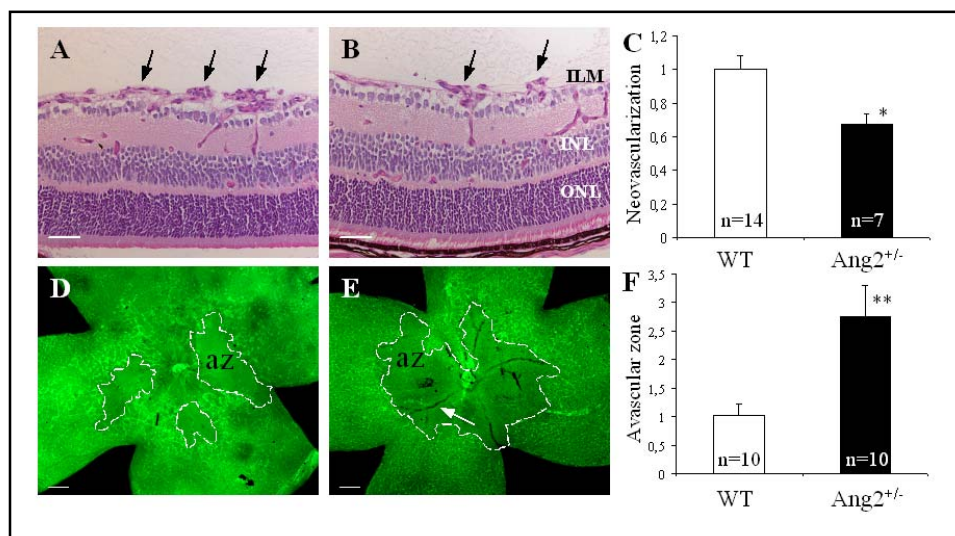 A
B
ILM
INL
ONL
C
Neovascularization
1,2
1
0,8
0,6
0,4
0,2
0
*
n=14
n=7
WT
Ang2+/-
D
az
E
az
F
Avascular zone
3,5
3
2,5
2
1,5
1
0,5
0
**
n=10
n=10
WT
Ang2+/-